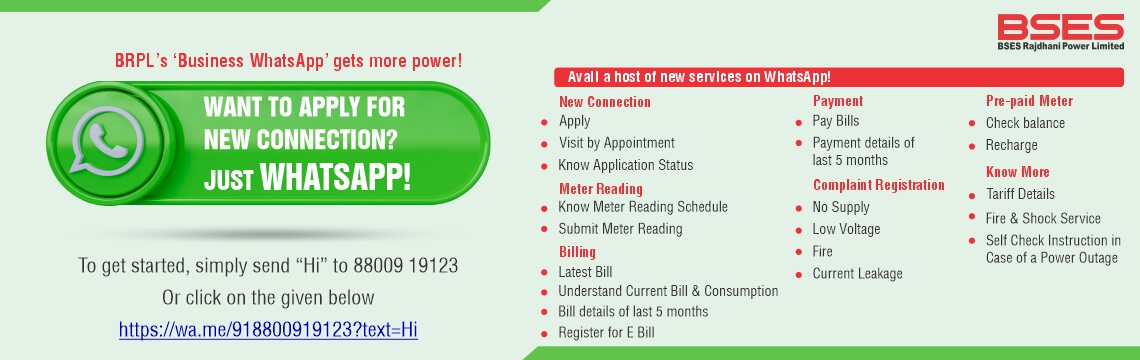 BRPL's 'Business WhatsApp' gets more power!
WANT TO APPLY FOR
NEW CONNECTION?
JUST WHATSAPP!
To get started, simply send “Hi” to 88009 19123
Or click on the given below
https://wa.me/918800919123?text=Hi
BSES
BSES Rajdhani Power Limited
Avail a host of new services on WhatsApp!
New Connection
Apply
Visit by Appointment
Know Application Status
Meter Reading
Know Meter Reading Schedule
Submit Meter Reading
Billing
Latest Bill
Understand Current Bill & Consumption
Bill details of last 5 months
Register for E Bill
Payment
Pay Bills
Payment details of
last 5 months
Complaint Registration
No Supply
Low Voltage
Fire
Current Leakage
Pre-paid Meter
Check balance
Recharge
Know More
Tariff Details
Fire & Shock Service
Self Check Instruction in
Case of a Power Outage